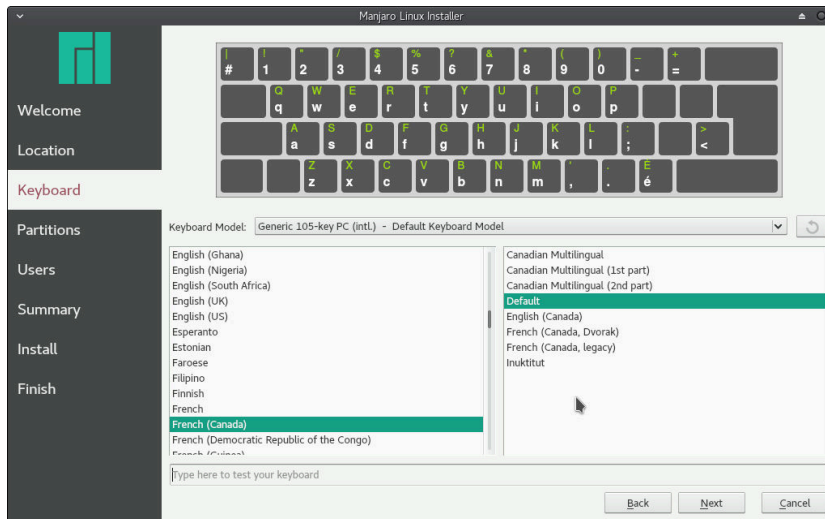 Manjaro Linux Installer
Welcome
Location
Keyboard
Partitions
Users
Summary
Install
Finish
| ! " / $ % ? & * ( ) _ +
# 1 2 3 4 5 6 7 8 9 0 - =
Q W E R T Y U I O P
q w e r t y u i o p
A S D F G H J K L : >
a s d f g h j k l ; <
Z X C V B N M ' . É
z x c v b n m , . é
Keyboard Model: Generic 105-key PC (intl.) - Default Keyboard Model
English (Ghana)
English (Nigeria)
English (South Africa)
English (UK)
English (US)
Esperanto
Estonian
Faroese
Filipino
Finnish
French
French (Canada)
French (Democratic Republic of the Congo)
French (Guinea)
Canadian Multilingual
Canadian Multilingual (1st part)
Canadian Multilingual (2nd part)
Default
English (Canada)
French (Canada, Dvorak)
French (Canada, legacy)
Inuktitut
Type here to test your keyboard
Back Next Cancel